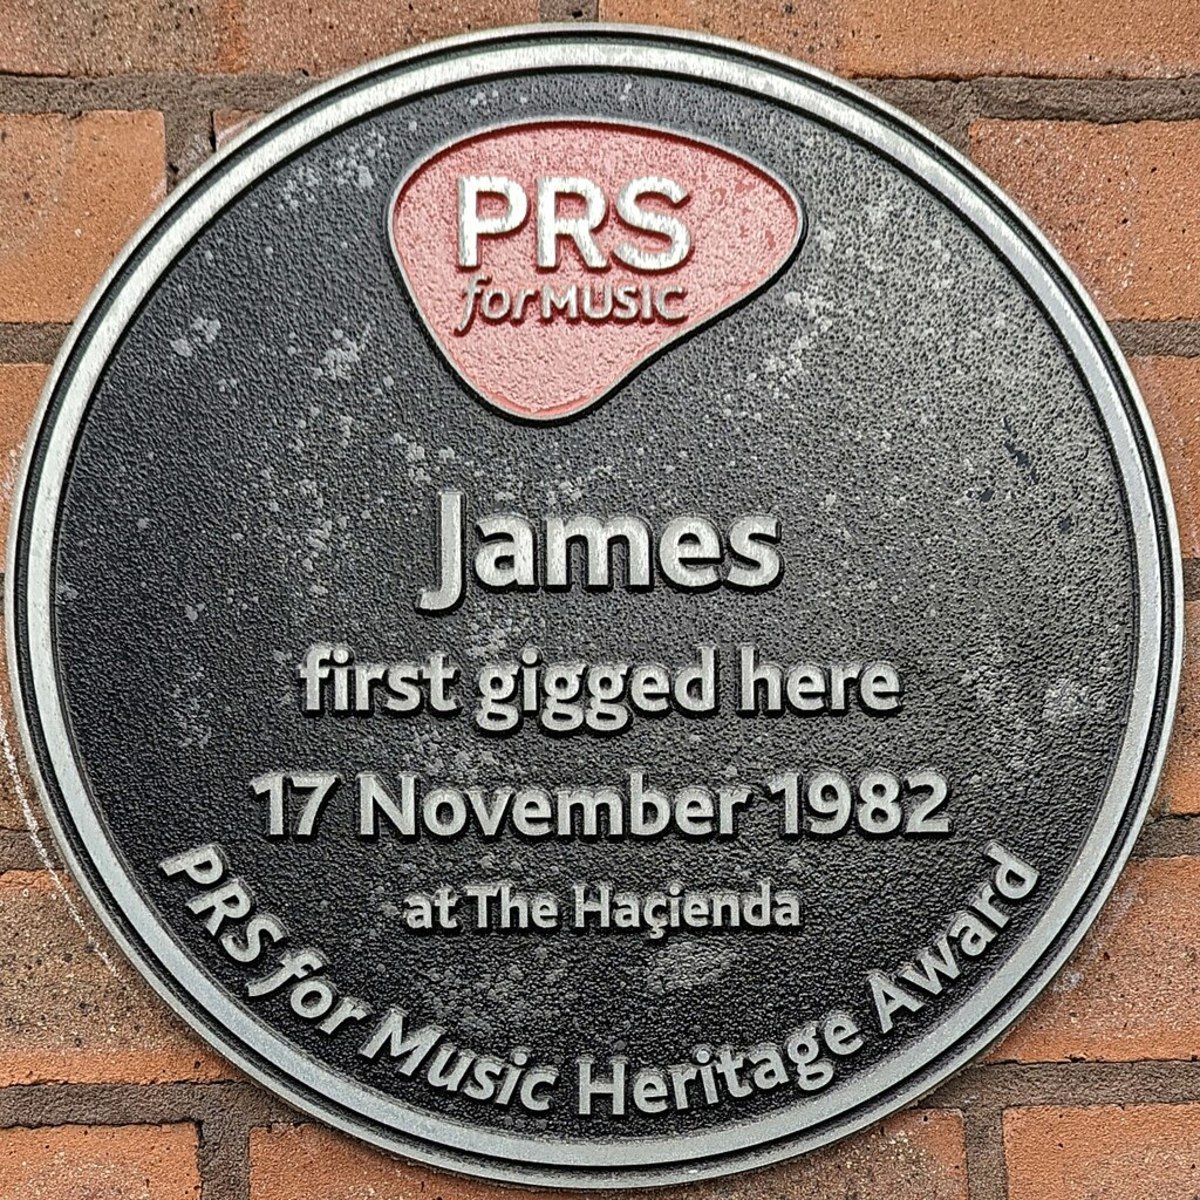 PRS
for MUSIC
James
first gigged here
17 November 1982
at The Haçienda
PRS for Music Heritage Award